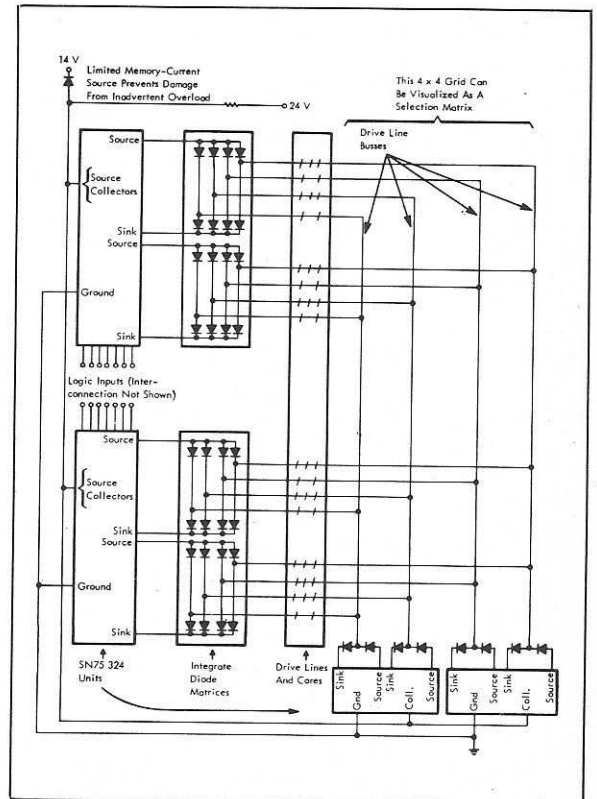 14 V
Limited Memory-Current
Source Prevents Damage
From Inadvertent Overload
24 V
This 4 x 4 Grid Can
Be Visualized As A
Selection Matrix
Drive Line
Busses
Source
Source
Collectors
Sink
Source
Ground
Sink
Logic Inputs (Inter-
connection Not Shown)
Source
Source
Collectors
Sink
Source
Ground
Sink
SN75 324
Units
Integrate
Diode
Matrices
Drive Lines
And Cores
Sink
Gnd
Source
Sink
Coll.
Source
Sink
Gnd
Source
Sink
Coll.
Source